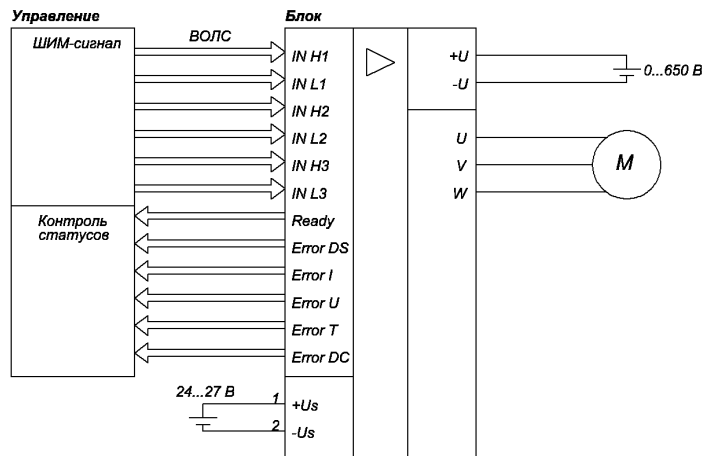 Управление
Блок
ШИМ-сигнал
ВОЛС
IN H1
IN L1
IN H2
IN L2
IN H3
IN L3
Контроль
статусов
Ready
Error DS
Error I
Error U
Error T
Error DC
24...27 В
1
+Us
2
-Us
+U
-U
0...650 В
U
V
W
M